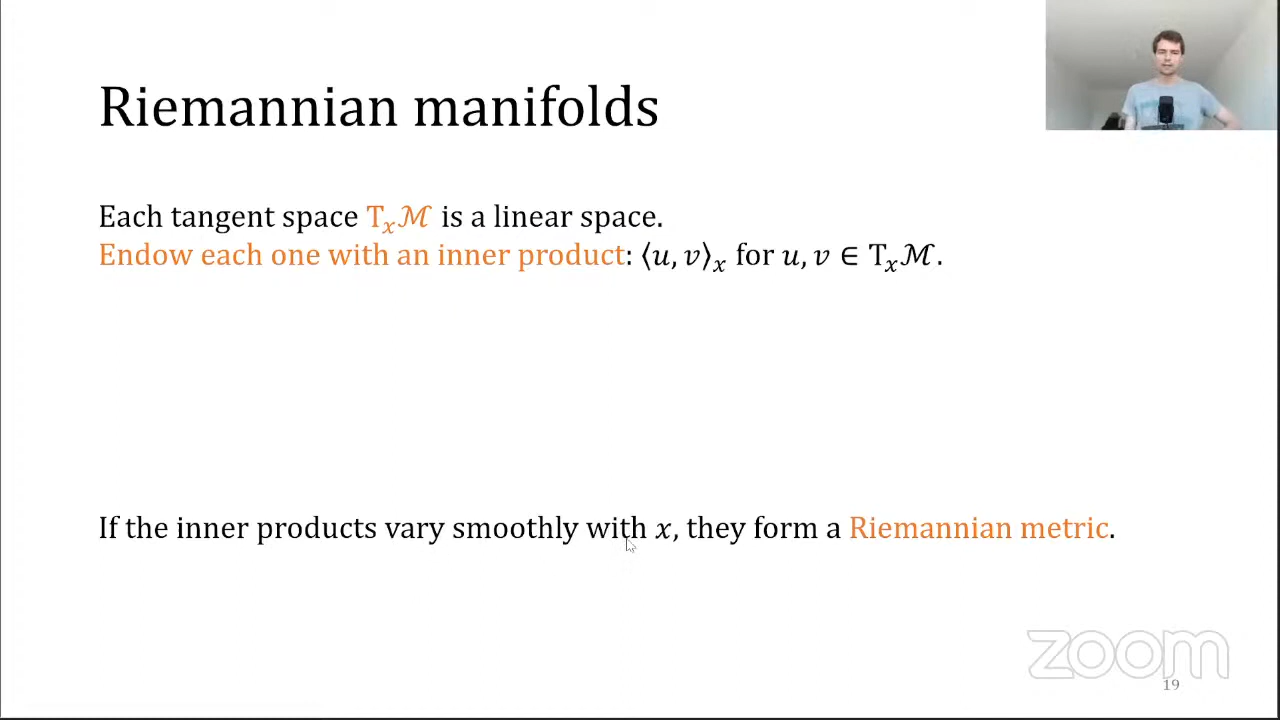 Riemannian manifolds
Each tangent space Tₓℳ is a linear space.
Endow each one with an inner product: ⟨u, v⟩ₓ for u, v ∈ Tₓℳ.
If the inner products vary smoothly with x, they form a Riemannian metric.
zoom
19